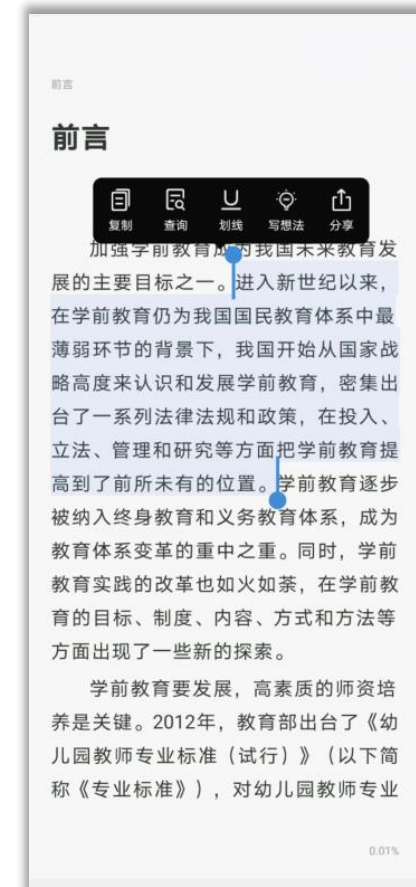 前言
前言
复制 查询 划线 写想法 分享
加强学前教育成为我国未来教育发
展的主要目标之一。进入新世纪以来，
在学前教育仍为我国国民教育体系中最
薄弱环节的背景下，我国开始从国家战
略高度来认识和发展学前教育，密集出
台了一系列法律法规和政策，在投入、
立法、管理和研究等方面把学前教育提
高到了前所未有的位置。学前教育逐步
被纳入终身教育和义务教育体系，成为
教育体系变革的重中之重。同时，学前
教育实践的改革也如火如荼，在学前教
育的目标、制度、内容、方式和方法等
方面出现了一些新的探索。
学前教育要发展，高素质的师资培
养是关键。2012年，教育部出台了《幼
儿园教师专业标准（试行）》（以下简
称《专业标准》），对幼儿园教师专业
0.01%